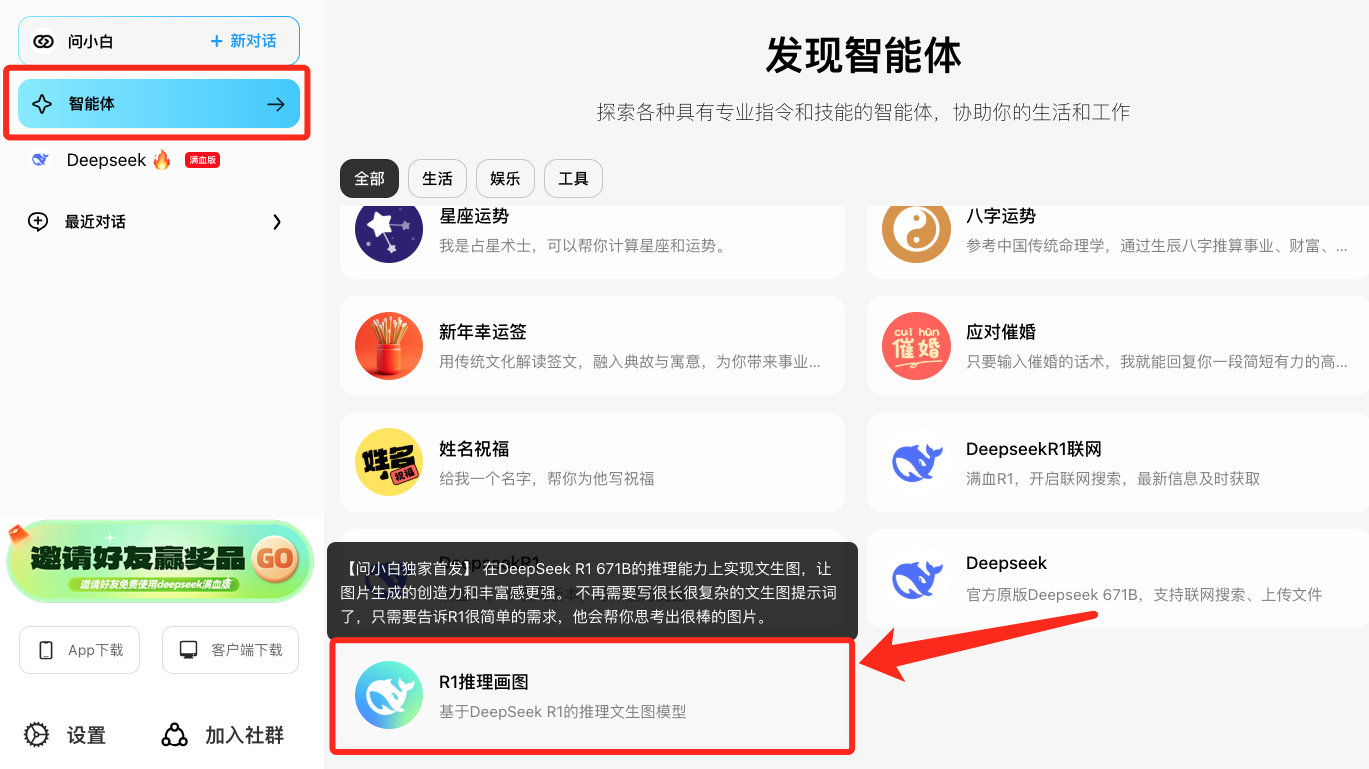 问小白
+ 新对话
智能体
Deepseek
满血版
最近对话
邀请好友赢奖品
GO
邀请好友免费使用deepseek满血版
App下载
客户端下载
设置
加入社群
发现智能体
探索各种具有专业指令和技能的智能体，协助你的生活和工作
全部
生活
娱乐
工具
星座运势
我是占星术士，可以帮你计算星座和运势。
八字运势
参考中国传统命理学，通过生辰八字推算事业、财富、...
新年幸运签
用传统文化解读签文，融入典故与寓意，为你带来事业...
cuī hūn
催婚
应对催婚
只要输入催婚的话术，我就能回复你一段简短有力的高...
姓名
祝福
姓名祝福
给我一个名字，帮你为他写祝福
DeepseekR1联网
满血R1，开启联网搜索，最新信息及时获取
DeepseekR1
【问小白独家首发】 在DeepSeek R1 671B的推理能力上实现文生图，让
图片生成的创造力和丰富感更强。 不再需要写很长很复杂的文生图提示词
了，只需要告诉R1很简单的需求，他会帮你思考出很棒的图片。
Deepseek
官方原版Deepseek 671B，支持联网搜索、上传文件
R1推理画图
基于DeepSeek R1的推理文生图模型